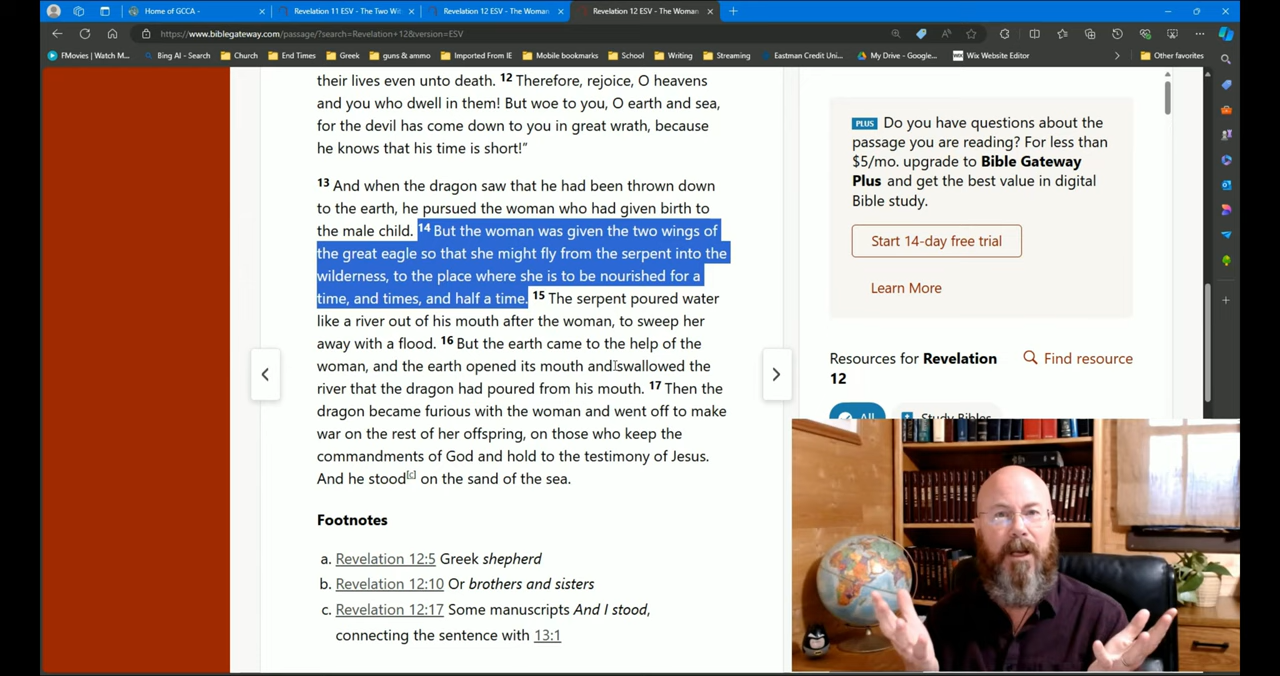 Home of GCCA -
Revelation 11 ESV - The Two Wi
Revelation 12 ESV - The Woman
Revelation 12 ESV - The Woman
https://www.biblegateway.com/passage/?search=Revelation+12&version=ESV
FMovies | Watch M...
Bing AI - Search
Church
End Times
Greek
guns & ammo
Imported From IE
Mobile bookmarks
School
Writing
Streaming
Eastman Credit Uni...
My Drive - Google...
Wix Website Editor
Other favorites
their lives even unto death. 12 Therefore, rejoice, O heavens
and you who dwell in them! But woe to you, O earth and sea,
for the devil has come down to you in great wrath, because
he knows that his time is short!”
13 And when the dragon saw that he had been thrown down
to the earth, he pursued the woman who had given birth to
the male child. 14 But the woman was given the two wings of
the great eagle so that she might fly from the serpent into the
wilderness, to the place where she is to be nourished for a
time, and times, and half a time. 15 The serpent poured water
like a river out of his mouth after the woman, to sweep her
away with a flood. 16 But the earth came to the help of the
woman, and the earth opened its mouth and swallowed the
river that the dragon had poured from his mouth. 17 Then the
dragon became furious with the woman and went off to make
war on the rest of her offspring, on those who keep the
commandments of God and hold to the testimony of Jesus.
And he stood[c] on the sand of the sea.
Footnotes
a. Revelation 12:5 Greek shepherd
b. Revelation 12:10 Or brothers and sisters
c. Revelation 12:17 Some manuscripts And I stood,
connecting the sentence with 13:1
PLUS Do you have questions about the
passage you are reading? For less than
$5/mo. upgrade to Bible Gateway
Plus and get the best value in digital
Bible study.
Start 14-day free trial
Learn More
Resources for Revelation
12
Find resource
All
Study Bibles